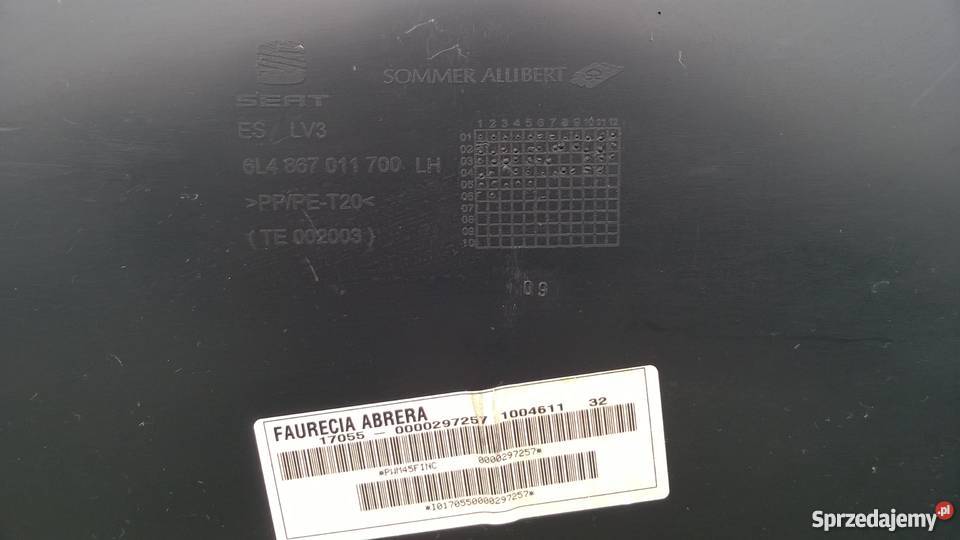 SOMMER ALLIBERT
SEAT
ES / LV3
6L4 867 011 700 LH
>PP/PE-T20<
(TE 002003)
1 2 3 4 5 6 7 8 9 10 11 12
01
02
03
04
05
06
07
08
09
10
09
FAURECIA ABRERA
17055 - 0000297257 1004611 32
*PWM45FINC 0000297257*
*I0170550000297257*
Sprzedajemy.pl